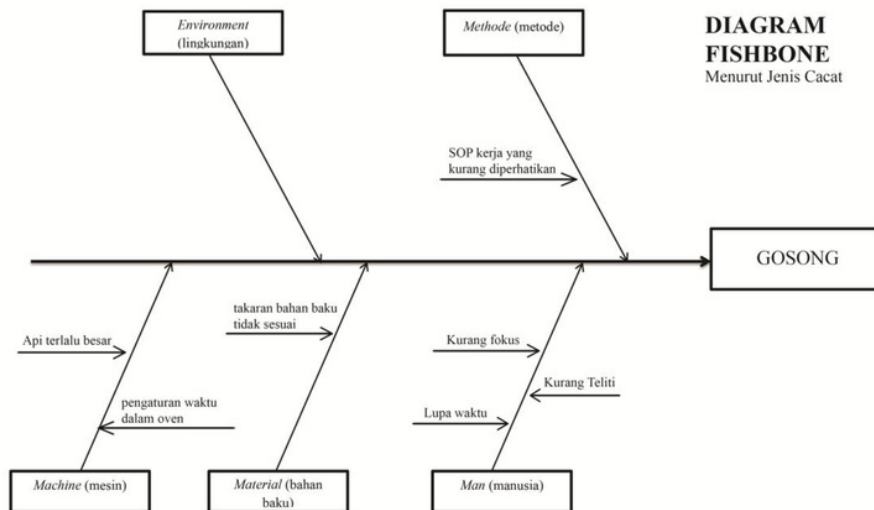 Environment
(lingkungan)
Methode (metode)
DIAGRAM
FISHBONE
Menurut Jenis Cacat
SOP kerja yang
kurang diperhatikan
GOSONG
takaran bahan baku
tidak sesuai
Api terlalu besar
Kurang fokus
Kurang Teliti
pengaturan waktu
dalam oven
Lupa waktu
Machine (mesin)
Material (bahan
baku)
Man (manusia)